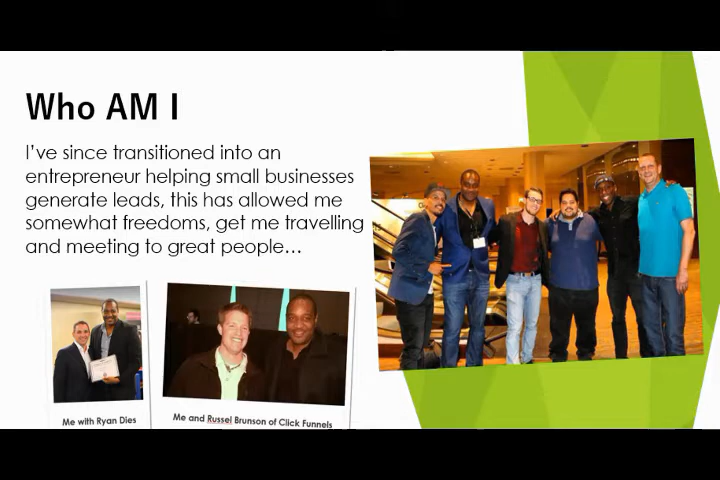 Who AM I
I’ve since transitioned into an
entrepreneur helping small businesses
generate leads, this has allowed me
somewhat freedoms, get me travelling
and meeting to great people…
Me with Ryan Dies
Me and Russel Brunson of Click Funnels